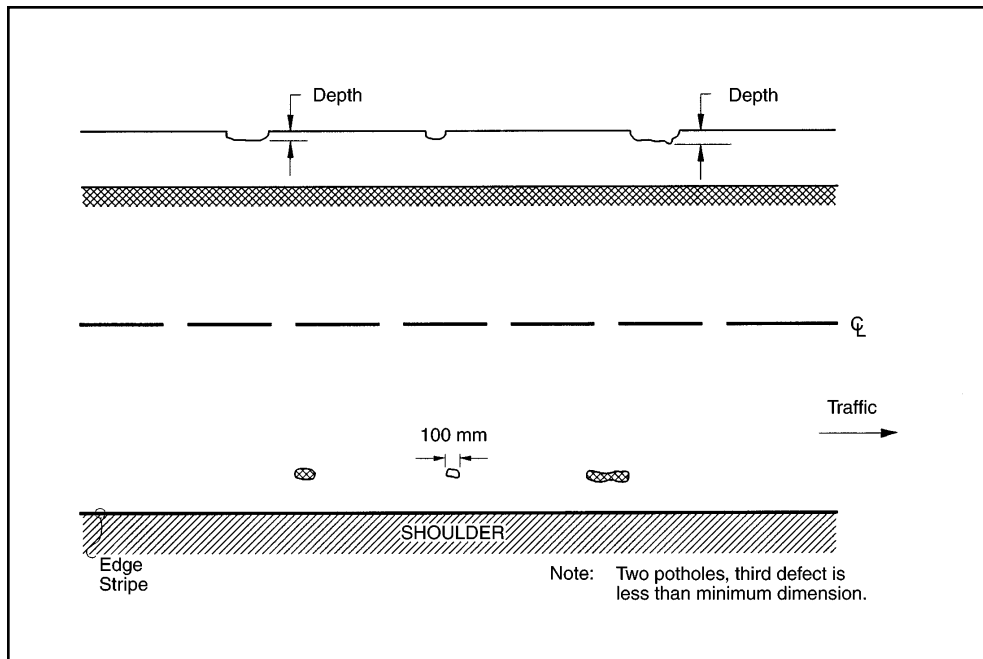 Depth
Depth
℄
Traffic
100 mm
SHOULDER
Edge
Stripe
Note: Two potholes, third defect is
less than minimum dimension.